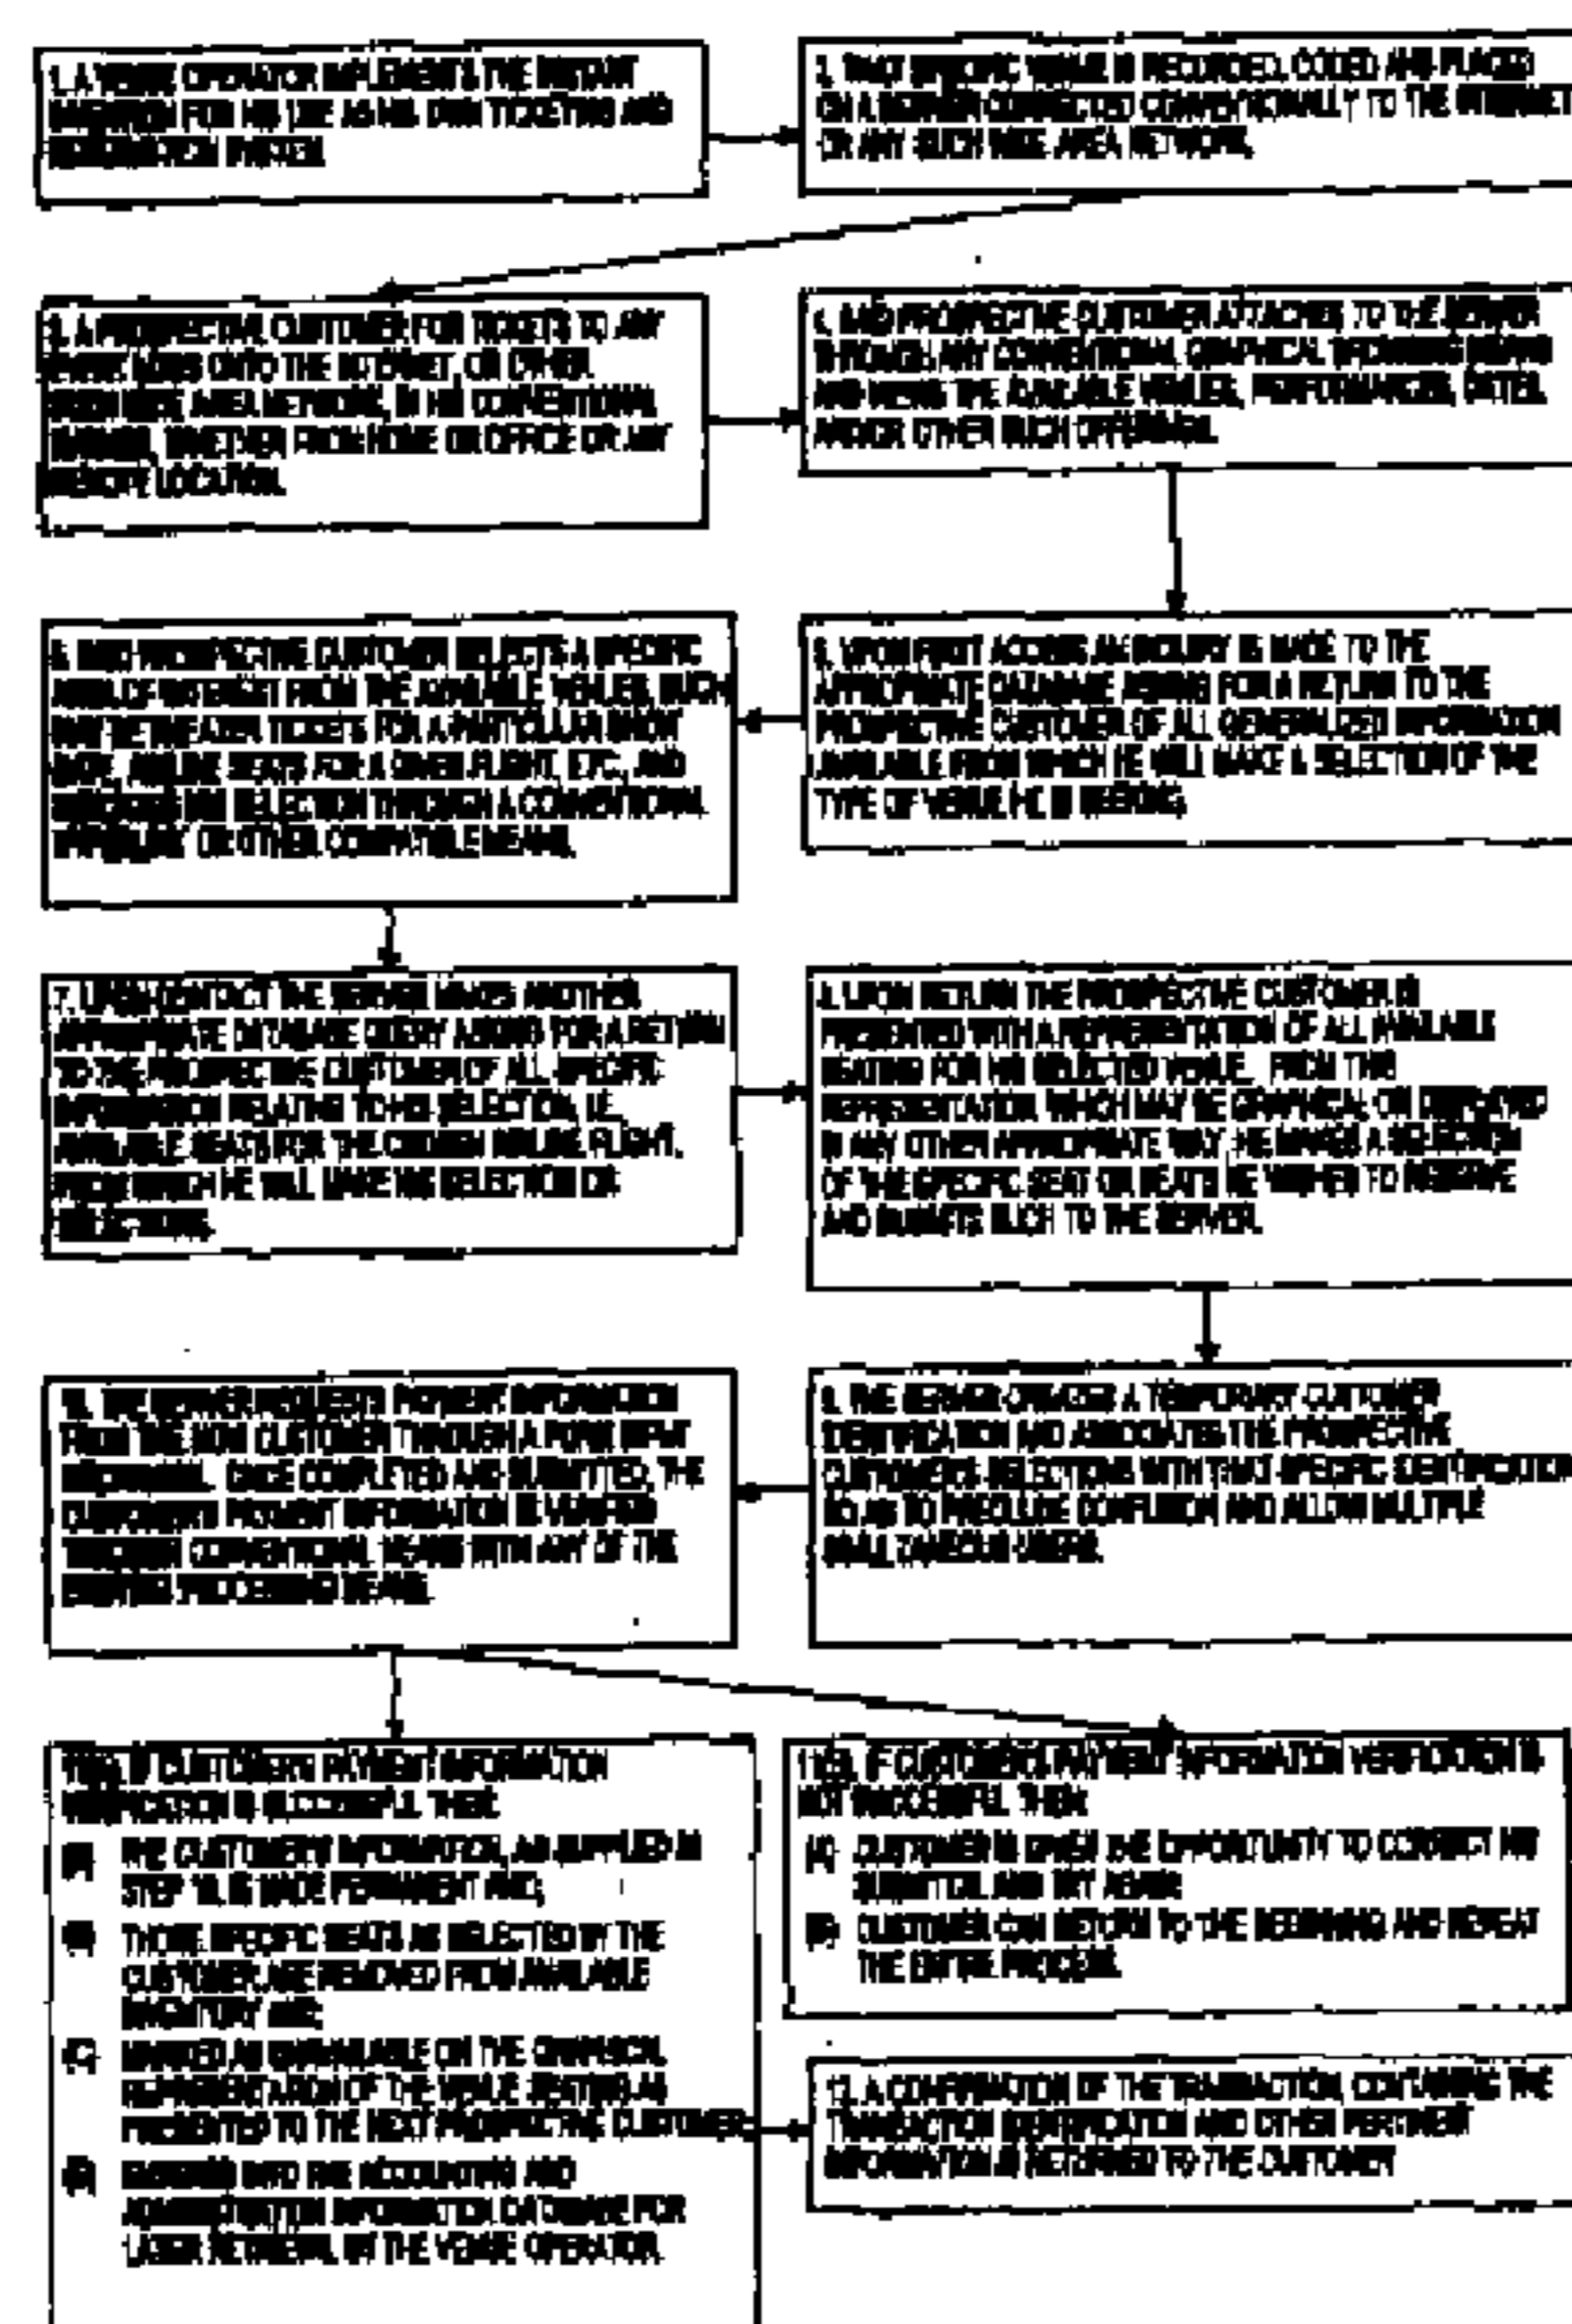 1. A VENUE OPERATOR IMPLEMENTS THE INSTANT
INVENTION FOR HIS USE AS HIS OWN TICKETING AND
SYSTEM
2. THAT SPECIFIC VENUE IS RECORDED, CODED AND PLACED
ON A SERVER CONNECTED CONVENTIONALLY TO THE INTERNET
OR ANY SUCH WIDE AREA NETWORK.
3. A PROSPECTIVE CUSTOMER FOR TICKETS TO ANY
ONTO THE INTERNET, OR OTHER
SUCH WIDE AREA NETWORK, IN HIS CONVENTIONAL
MANNER, WHETHER FROM HOME OR OFFICE OR ANY
REMOTE LOCATION.
4. PROSPECTIVE CUSTOMER ATTACHES TO THE SERVER
THROUGH ANY CONVENTIONAL GRAPHICAL BROWSING MEANS
AND VIEWS THE AVAILABLE VENUES, PERFORMANCES, DATES,
AND/OR OTHER SUCH OFFERINGS.
5. UPON FIRST ACCESS AN INQUIRY IS MADE TO THE
APPROPRIATE DATABASE ASKING FOR A RETURN TO THE
PROSPECTIVE CUSTOMER OF ALL GENERALIZED INFORMATION
AVAILABLE FROM WHICH HE WILL MAKE A SELECTION OF THE
TYPE OF VENUE HE IS SEEKING.
6. PROSPECTIVE CUSTOMER SELECTS A SPECIFIC
AREA OF INTEREST FROM THE AVAILABLE VENUES, SUCH
MAY BE THEATER TICKETS FOR A PARTICULAR SHOW
DATE, AIRLINE SEATS FOR A GIVEN FLIGHT, ETC., AND
HIS SELECTION THROUGH A CONVENTIONAL
OR OTHER COMPATIBLE MEANS.
7. UPON CONTACT THE SERVER MAKES ANOTHER
APPROPRIATE DATABASE QUERY ASKING FOR A RETURN
TO THE PROSPECTIVE CUSTOMER OF ALL SPECIFIC
INFORMATION RELATING TO HIS SELECTION, I.E.,
AVAILABLE SEATS FOR THE CHOSEN AIRLINE FLIGHT,
FROM WHICH HE WILL MAKE HIS SELECTION OR
SELECTIONS.
8. UPON RETURN THE PROSPECTIVE CUSTOMER IS
PRESENTED WITH A REPRESENTATION OF ALL AVAILABLE
SEATING FOR HIS SELECTED VENUE. FROM THIS
REPRESENTATION, WHICH MAY BE GRAPHICAL OR DISPLAYED
IN ANY OTHER APPROPRIATE WAY, HE MAKES A SELECTION
OF THE SPECIFIC SEAT OR SEATS HE WISHES TO RESERVE
AND SUBMITS SUCH TO THE SERVER.
9. THE SERVER CREATES A TEMPORARY CUSTOMER
IDENTIFICATION AND ASSOCIATES THE PROSPECTIVE
CUSTOMER'S SELECTIONS WITH THAT SPECIFIC IDENTIFICATION
SO AS TO PRECLUDE CONFUSION AND ALLOW MULTIPLE
SIMULTANEOUS USERS.
10. THE SERVER REQUESTS PAYMENT INFORMATION
FROM THE NOW CUSTOMER THROUGH A FORM INPUT
MECHANISM. ONCE COMPLETED AND SUBMITTED, THE
CUSTOMER'S PAYMENT INFORMATION IS VERIFIED
THROUGH CONVENTIONAL MEANS WITH ANY OF THE
EXISTING PROCESSING MEANS.
IF CUSTOMER'S PAYMENT INFORMATION
VERIFICATION IS SUCCESSFUL THEN:
(A) THE CUSTOMER'S INFORMATION, AS SUPPLIED IN
STEP 10, IS MADE PERMANENT AND;
(B) THOSE SPECIFIC SEATS AS SELECTED BY THE
CUSTOMER ARE REMOVED FROM AVAILABLE
INVENTORY AND;
(C) MARKED AS UNAVAILABLE ON THE GRAPHICAL
REPRESENTATION OF THE VENUE SEATING AS
PRESENTED TO THE NEXT PROSPECTIVE CUSTOMER
INTO THE ACCOUNTING AND
ADMINISTRATION INFORMATION DATABASE FOR
LATER RETRIEVAL BY THE VENUE OPERATOR.
IF CUSTOMER'S PAYMENT INFORMATION VERIFICATION IS
NOT SUCCESSFUL THEN:
(A) CUSTOMER IS GIVEN THE OPPORTUNITY TO CORRECT HIS
SUBMITTAL AND TRY AGAIN
(B) CUSTOMER CAN RETURN TO THE BEGINNING AND REPEAT
THE ENTIRE PROCESS.
12. A CONFIRMATION OF THE TRANSACTION, CONTAINING THE
TRANSACTION IDENTIFICATION AND OTHER PERTINENT
INFORMATION IS RETURNED TO THE CUSTOMER